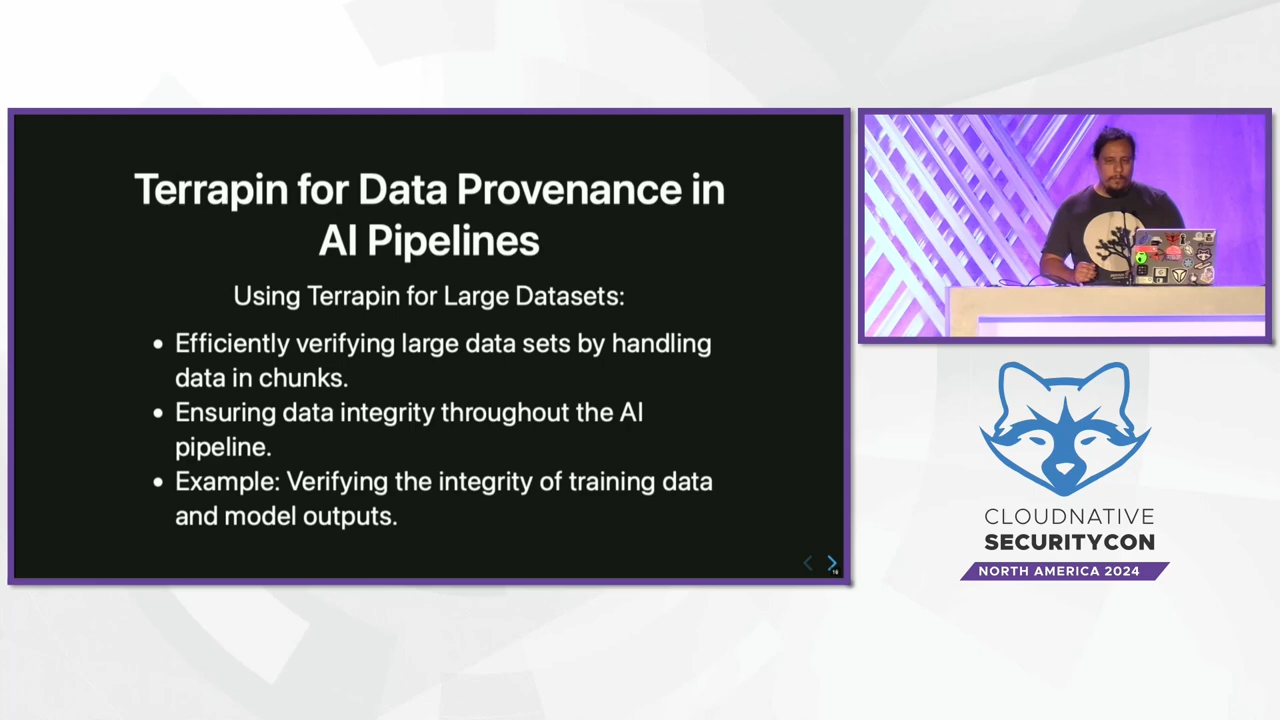 Terrapin for Data Provenance in
AI Pipelines
Using Terrapin for Large Datasets:
• Efficiently verifying large data sets by handling
data in chunks.
• Ensuring data integrity throughout the AI
pipeline.
• Example: Verifying the integrity of training data
and model outputs.
CLOUDNATIVE
SECURITYCON
NORTH AMERICA 2024